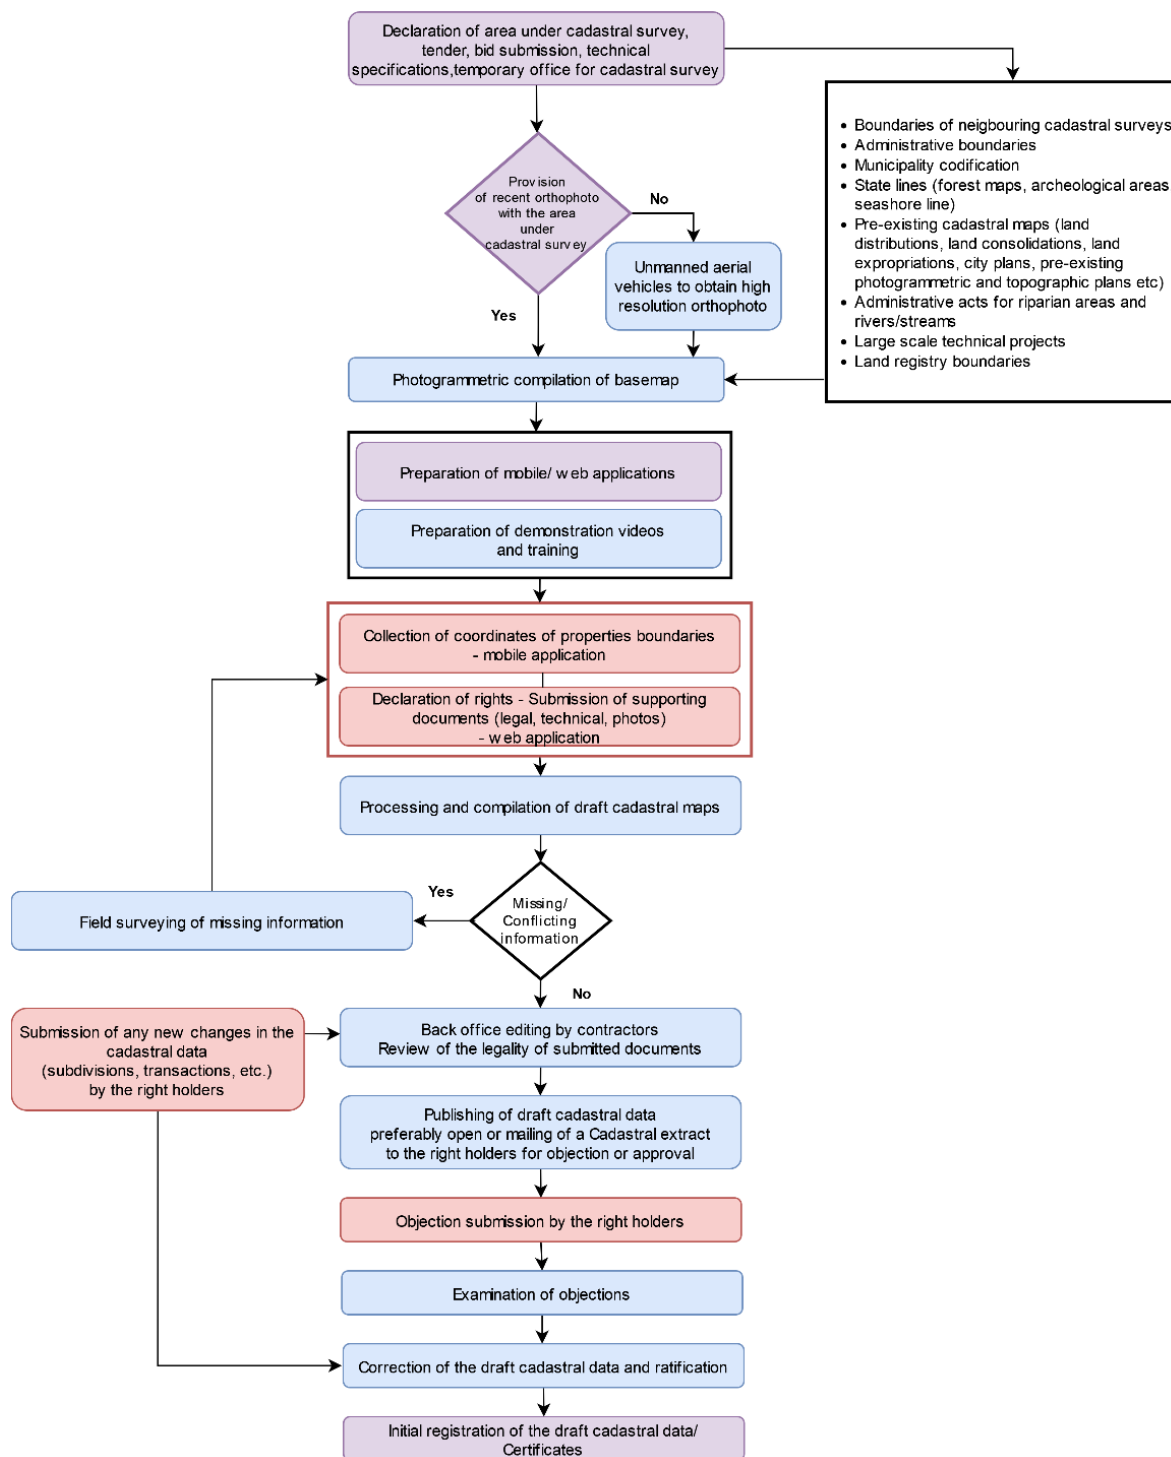 Declaration of area under cadastral survey,
tender, bid submission, technical
specifications,temporary office for cadastral survey
• Boundaries of neigbouring cadastral surveys
• Administrative boundaries
• Municipality codification
• State lines (forest maps, archeological areas
seashore line)
• Pre-existing cadastral maps (land
distributions, land consolidations, land
expropriations, city plans, pre-existing
photogrammetric and topographic plans etc)
• Administrative acts for riparian areas and
rivers/streams
• Large scale technical projects
• Land registry boundaries
Provision
of recent orthophoto
with the area
under
cadastral survey
No
Unmanned aerial
vehicles to obtain high
resolution orthophoto
Yes
Photogrammetric compilation of basemap
Preparation of mobile/ web applications
Preparation of demonstration videos
and training
Collection of coordinates of properties boundaries
- mobile application
Declaration of rights - Submission of supporting
documents (legal, technical, photos)
- web application
Processing and compilation of draft cadastral maps
Missing/
Conflicting
information
Yes
Field surveying of missing information
No
Submission of any new changes in the
cadastral data
(subdivisions, transactions, etc.)
by the right holders
Back office editing by contractors
Review of the legality of submitted documents
Publishing of draft cadastral data
preferably open or mailing of a Cadastral extract
to the right holders for objection or approval
Objection submission by the right holders
Examination of objections
Correction of the draft cadastral data and ratification
Initial registration of the draft cadastral data/
Certificates